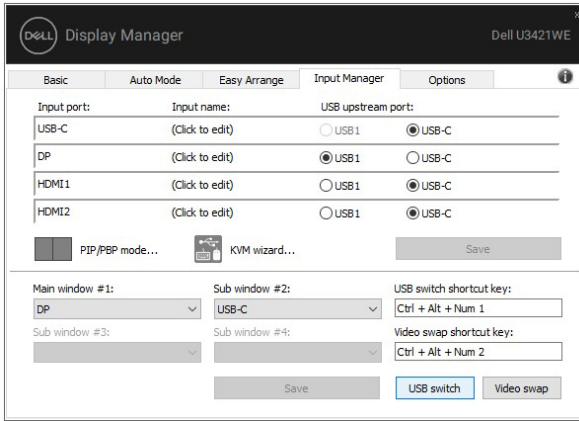 DELL Display Manager Dell U3421WE
Basic Auto Mode Easy Arrange Input Manager Options
Input port: Input name: USB upstream port:
USB-C (Click to edit) USB1 USB-C
DP (Click to edit) USB1 USB-C
HDMI1 (Click to edit) USB1 USB-C
HDMI2 (Click to edit) USB1 USB-C
PIP/PBP mode... KVM wizard... Save
Main window #1: Sub window #2: USB switch shortcut key:
DP USB-C Ctrl + Alt + Num 1
Sub window #3: Sub window #4: Video swap shortcut key:
Ctrl + Alt + Num 2
Save USB switch Video swap